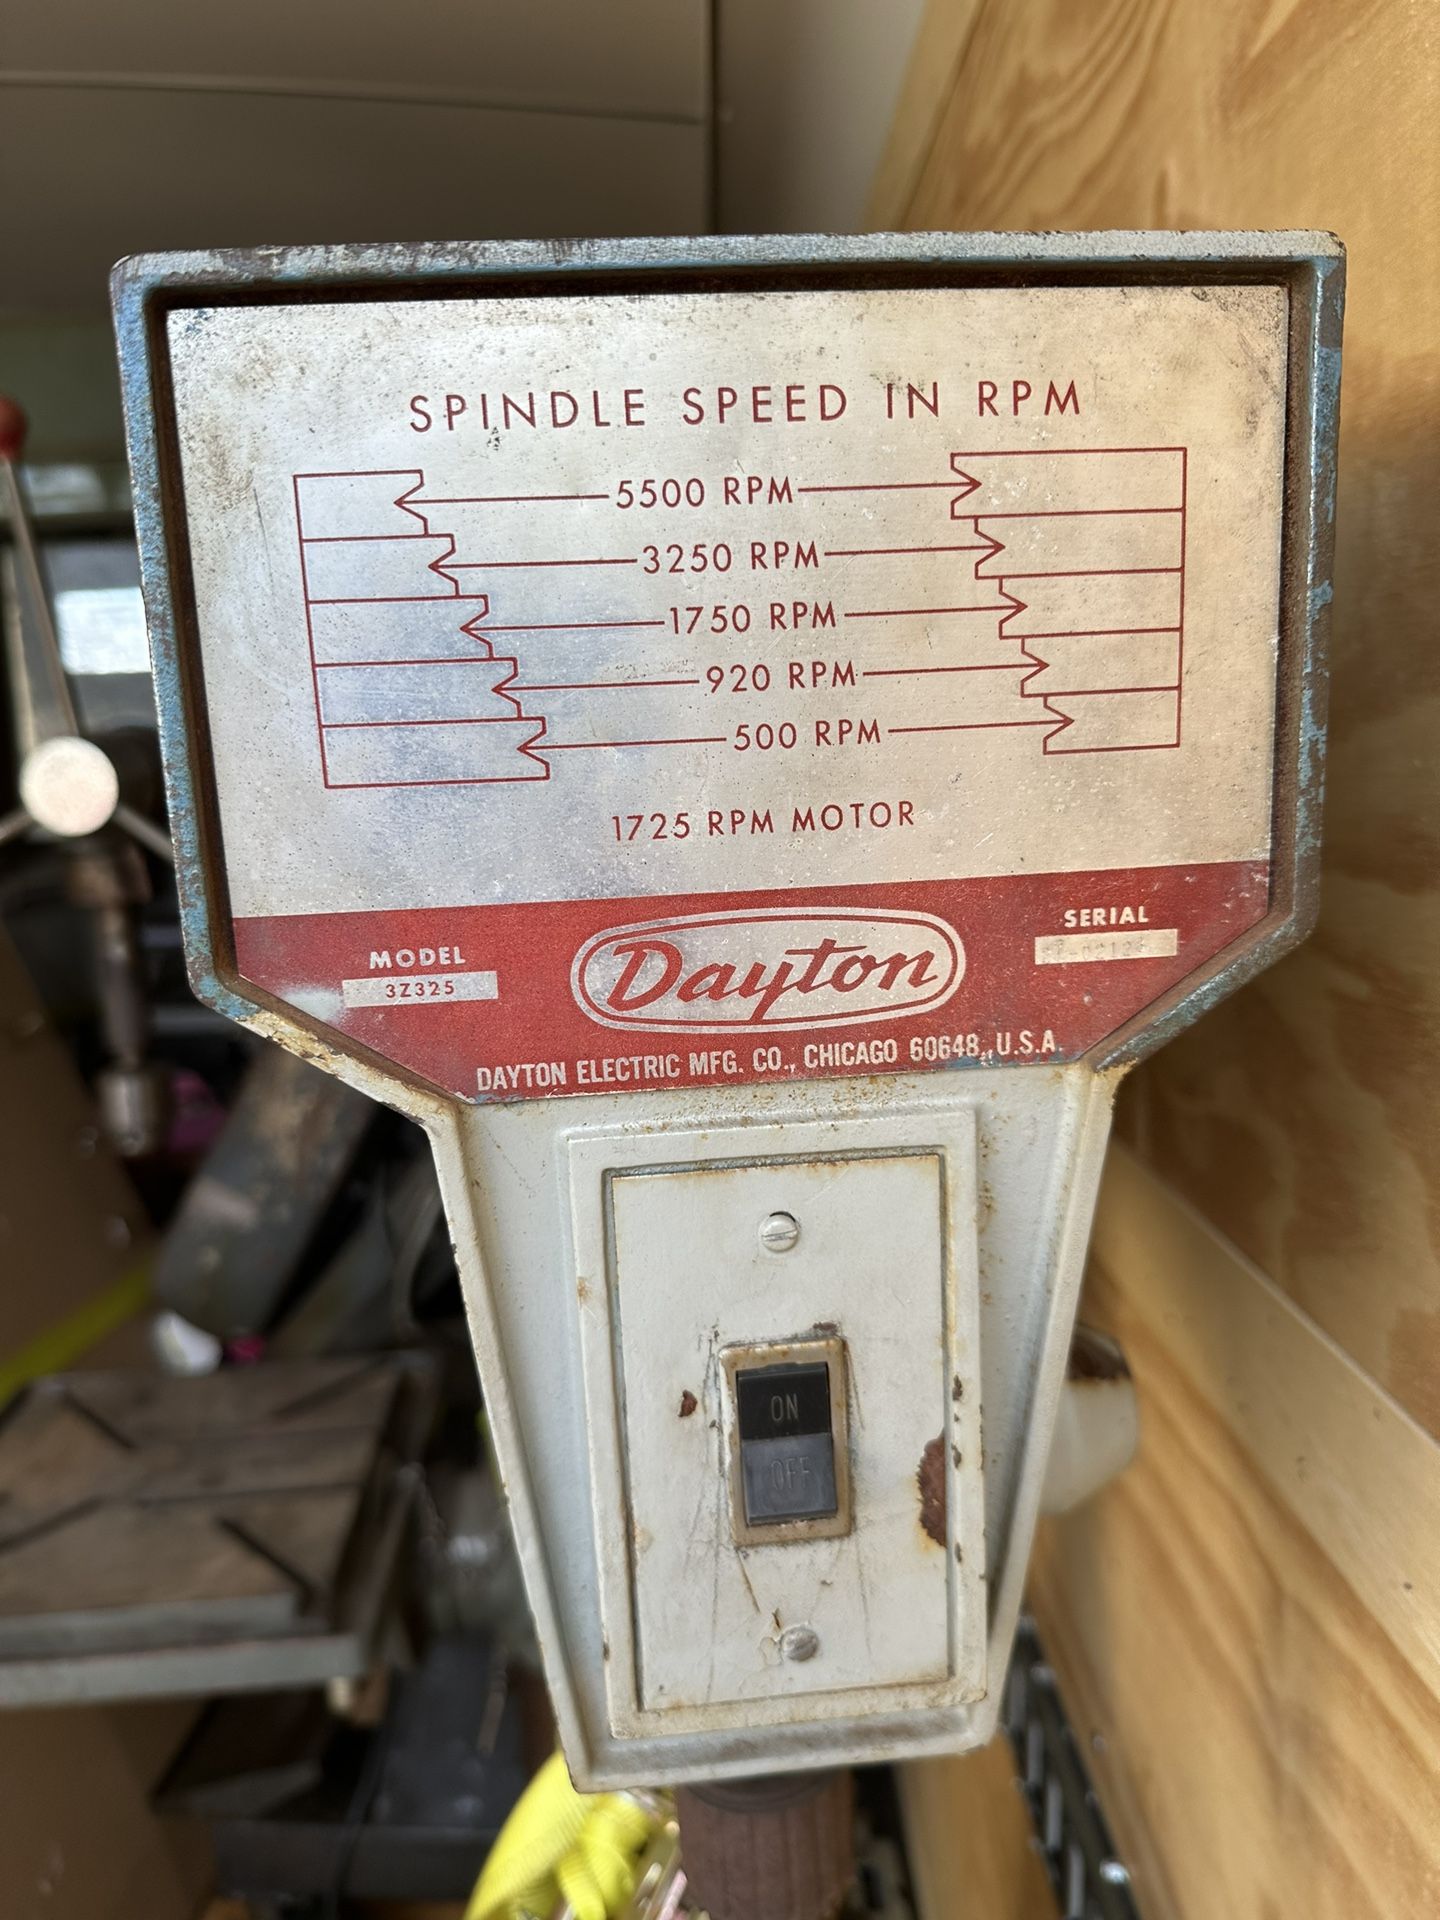 SPINDLE SPEED IN RPM
5500 RPM
3250 RPM
1750 RPM
920 RPM
500 RPM
1725 RPM MOTOR
MODEL
3Z325
Dayton
SERIAL
DAYTON ELECTRIC MFG. CO., CHICAGO 60648, U.S.A.
ON
OFF